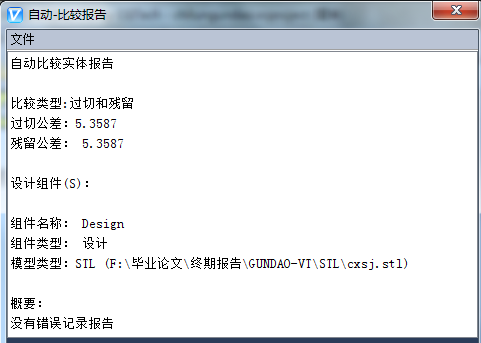 自动-比较报告
文件
自动比较实体报告
比较类型:过切和残留
过切公差: 5.3587
残留公差: 5.3587
设计组件(S):
组件名称: Design
组件类型: 设计
模型类型: STL (F:\毕业论文\终期报告\GUNDAO-VI\STL\cxsj.stl)
概要:
没有错误记录报告